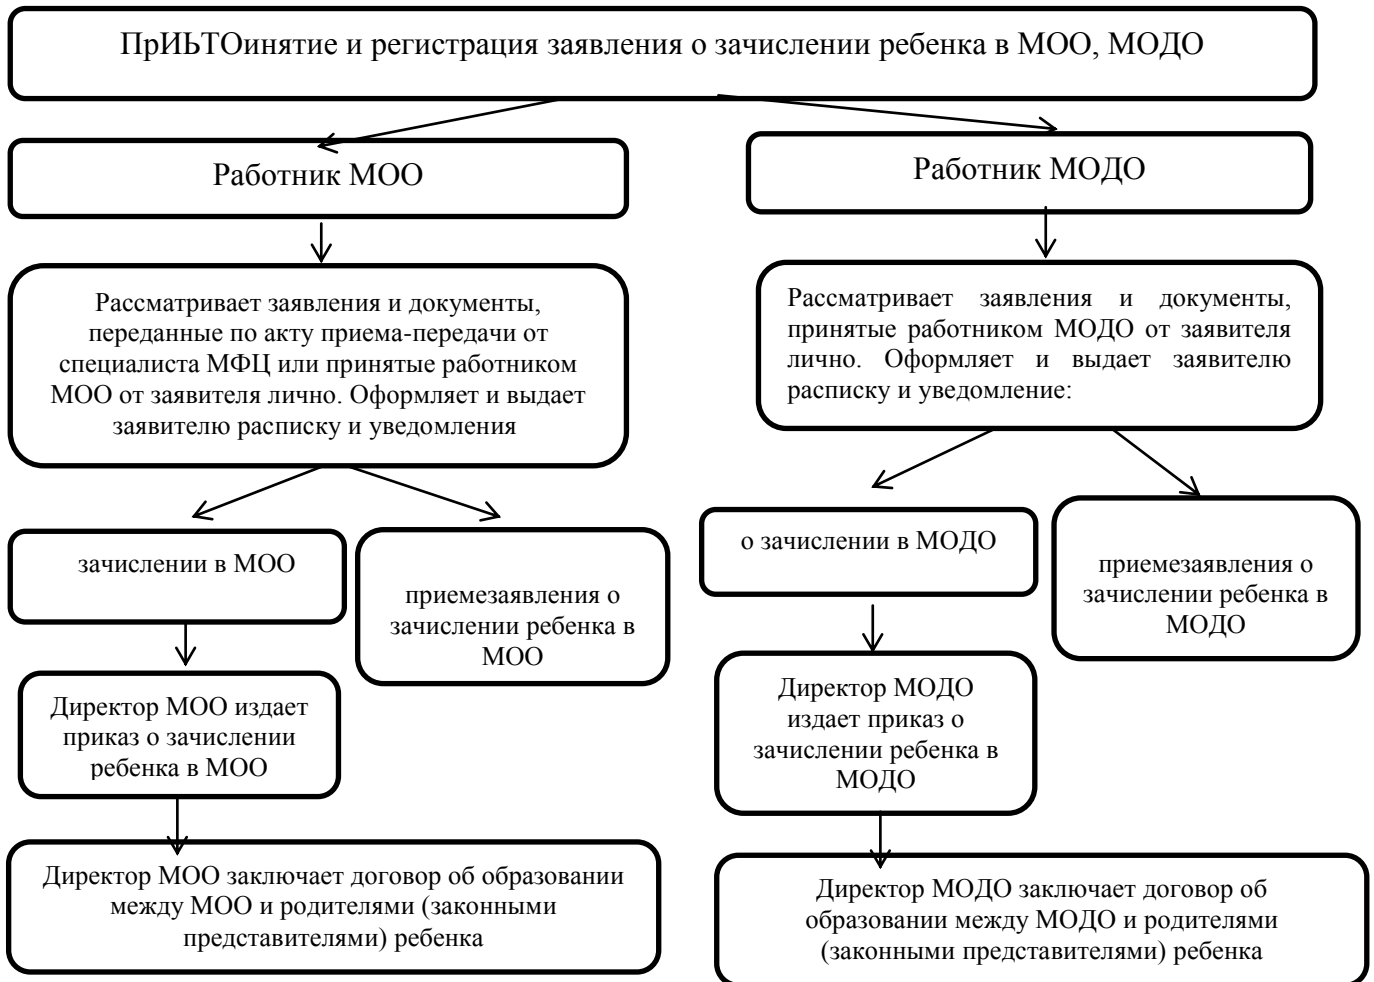 ПрИЬТОинятие и регистрация заявления о зачислении ребенка в МОО, МОДО
Работник МОО
Работник МОДО
Рассматривает заявления и документы,
переданные по акту приема-передачи от
специалиста МФЦ или принятые работником
МОО от заявителя лично. Оформляет и выдает
заявителю расписку и уведомления
Рассматривает заявления и документы,
принятые работником МОДО от заявителя
лично. Оформляет и выдает заявителю
расписку и уведомление:
зачислении в МОО
приемезаявления о
зачислении ребенка в
МОО
о зачислении в МОДО
приемезаявления о
зачислении ребенка в
МОДО
Директор МОО издает
приказ о зачислении
ребенка в МОО
Директор МОДО
издает приказ о
зачислении ребенка в
МОДО
Директор МОО заключает договор об образовании
между МОО и родителями (законными
представителями) ребенка
Директор МОДО заключает договор об
образовании между МОДО и родителями
(законными представителями) ребенка